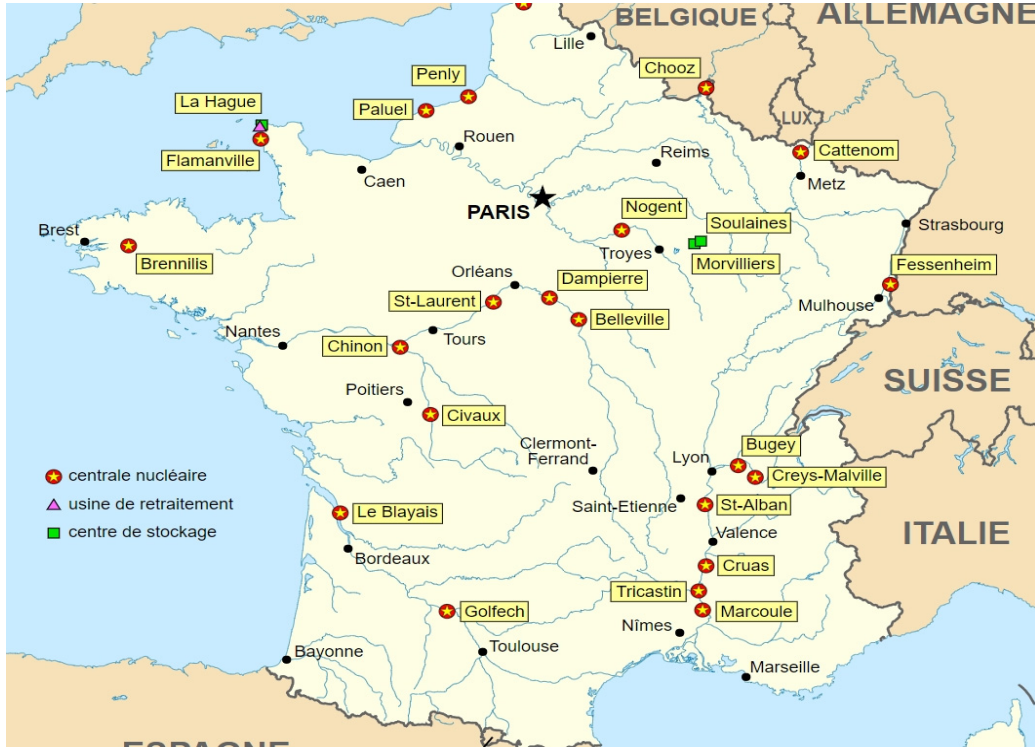 BELGIQUE
ALLEMAGNE
Lille
Penly
Chooz
La Hague
Paluel
LUX.
Rouen
Flamanville
Reims
Cattenom
Caen
Metz
PARIS
Nogent
Soulaines
Strasbourg
Brest
Troyes
Morvilliers
Brennilis
Orléans
Dampierre
Fessenheim
St-Laurent
Mulhouse
Belleville
Nantes
Tours
Chinon
SUISSE
Poitiers
Civaux
Clermont-
Ferrand
Bugey
Lyon
centrale nucléaire
Creys-Malville
usine de retraitement
Saint-Etienne
St-Alban
Le Blayais
centre de stockage
Valence
ITALIE
Bordeaux
Cruas
Tricastin
Golfech
Marcoule
Nîmes
Bayonne
Toulouse
Marseille
ESPAGNE